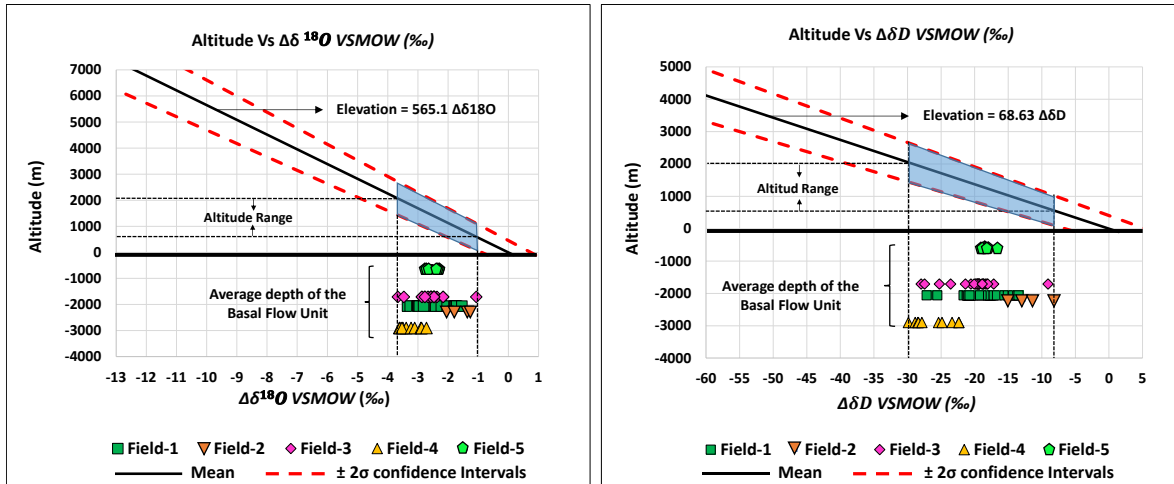 Altitude Vs Δδ ¹⁸O VSMOW (‰)
7000
6000
5000
4000
3000
2000
1000
0
-1000
-2000
-3000
-4000
Altitude (m)
Elevation = 565.1 Δδ18O
Altitude Range
Average depth of the
Basal Flow Unit
-13 -12 -11 -10 -9 -8 -7 -6 -5 -4 -3 -2 -1 0 1
Δδ¹⁸O VSMOW (‰)
Field-1 Field-2 Field-3 Field-4 Field-5
Mean ± 2σ confidence Intervals
Altitude Vs ΔδD VSMOW (‰)
5000
4000
3000
2000
1000
0
-1000
-2000
-3000
-4000
Altitude (m)
Elevation = 68.63 ΔδD
Altitud Range
Average depth of the
Basal Flow Unit
-60 -55 -50 -45 -40 -35 -30 -25 -20 -15 -10 -5 0 5
ΔδD VSMOW (‰)
Field-1 Field-2 Field-3 Field-4 Field-5
Mean ± 2σ confidence Intervals